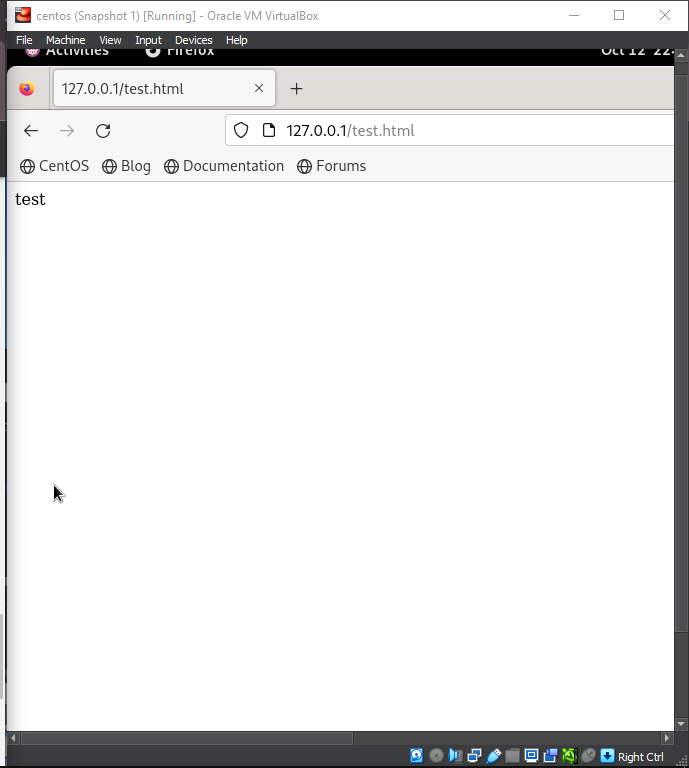 centos (Snapshot 1) [Running] - Oracle VM VirtualBox
File Machine View Input Devices Help
Activities Firefox Oct 12 22:
127.0.0.1/test.html
127.0.0.1/test.html
CentOS Blog Documentation Forums
test
Right Ctrl